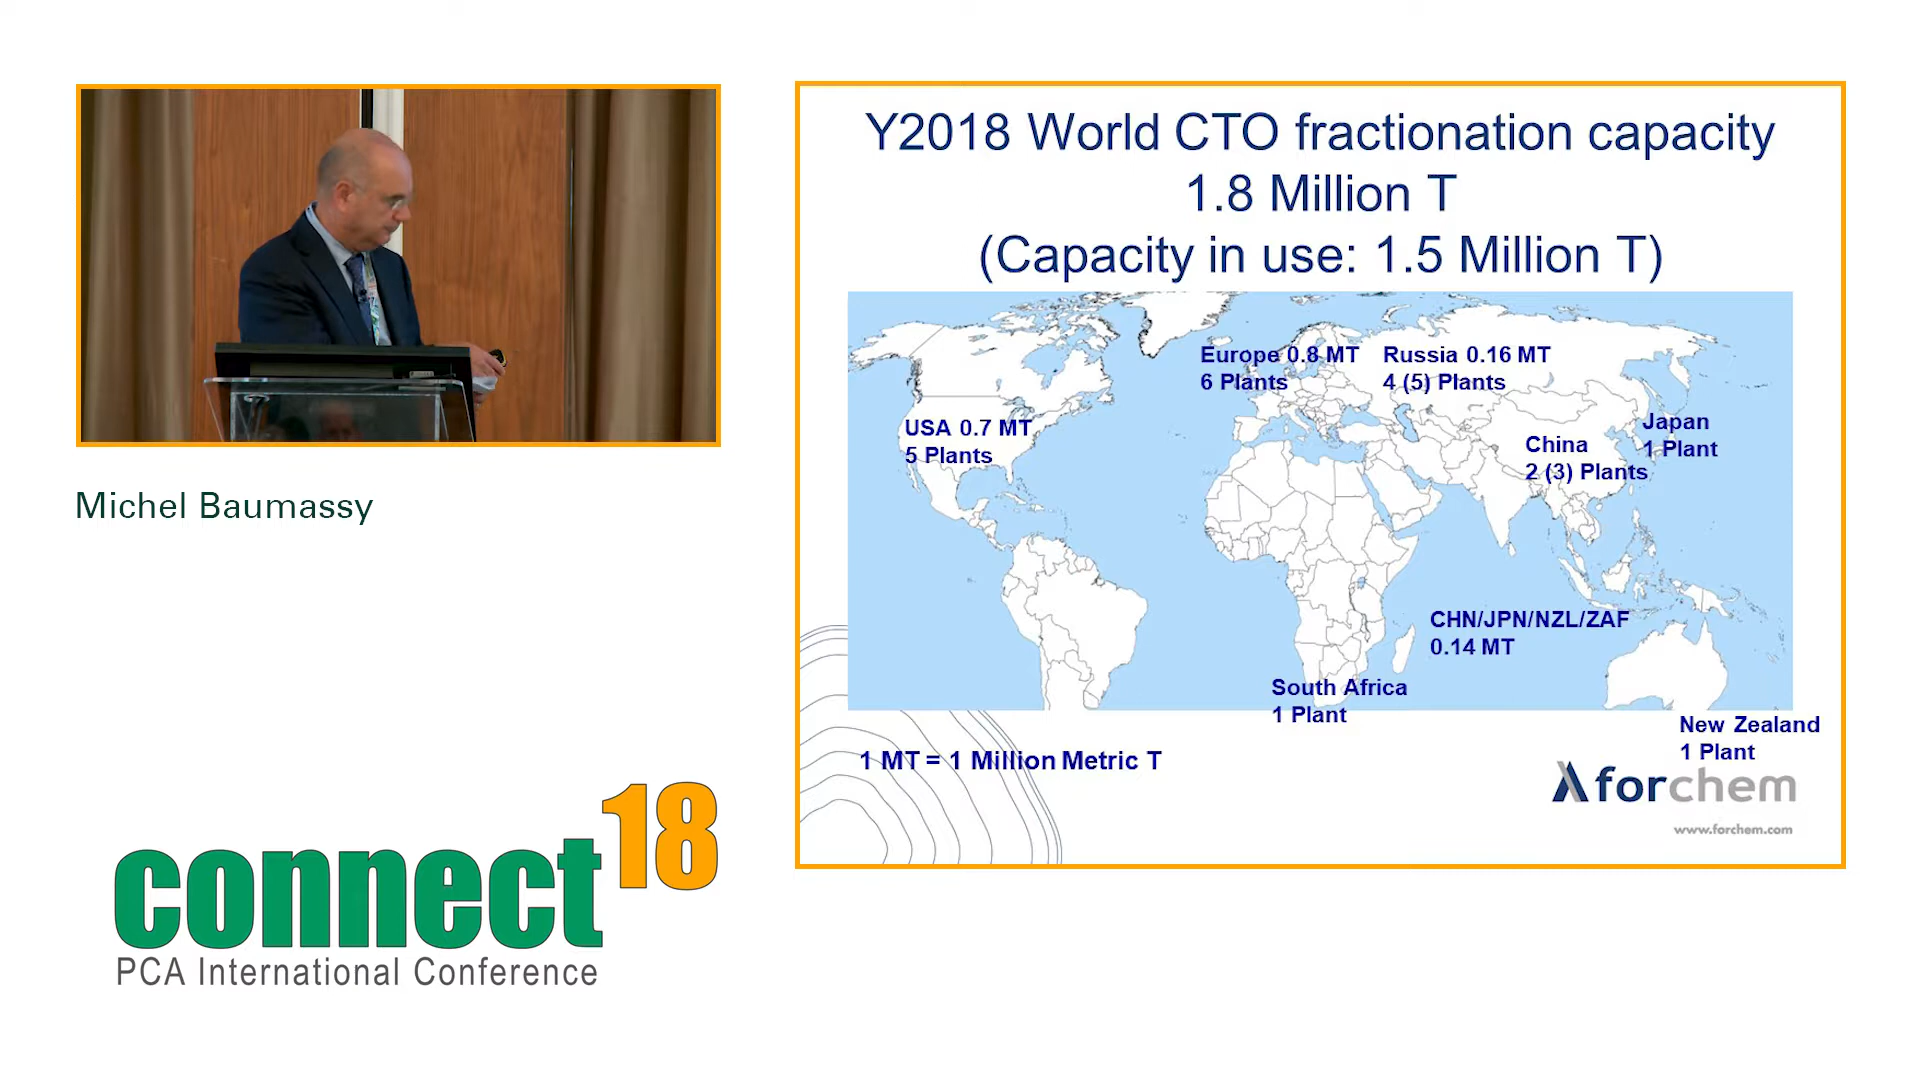 Michel Baumassy
connect18
PCA International Conference
Y2018 World CTO fractionation capacity
1.8 Million T
(Capacity in use: 1.5 Million T)
Europe 0.8 MT
6 Plants
Russia 0.16 MT
4 (5) Plants
USA 0.7 MT
5 Plants
Japan
1 Plant
China
2 (3) Plants
CHN/JPN/NZL/ZAF
0.14 MT
South Africa
1 Plant
New Zealand
1 Plant
1 MT = 1 Million Metric T
forchem
www.forchem.com